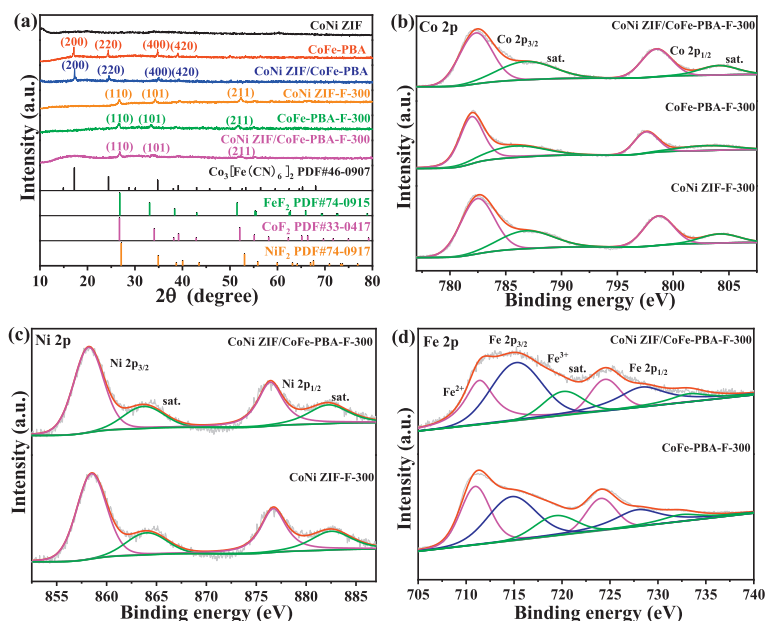 (a)
CoNi ZIF
(200) (220) (400) (420) CoFe-PBA
(200) (220) (400) (420) CoNi ZIF/CoFe-PBA
(110) (101) (211) CoNi ZIF-F-300
(110) (101) (211) CoFe-PBA-F-300
(110) (101) (211) CoNi ZIF/CoFe-PBA-F-300
Co₃[Fe(CN)₆]₂ PDF#46-0907
FeF₂ PDF#74-0915
CoF₂ PDF#33-0417
NiF₂ PDF#74-0917
Intensity (a.u.)
10 20 30 40 50 60 70 80
2θ (degree)
(b)
Co 2p
CoNi ZIF/CoFe-PBA-F-300
Co 2p₃/₂
sat.
Co 2p₁/₂
sat.
CoFe-PBA-F-300
CoNi ZIF-F-300
Intensity (a.u.)
780 785 790 795 800 805
Binding energy (eV)
(c)
Ni 2p
CoNi ZIF/CoFe-PBA-F-300
Ni 2p₃/₂
sat.
Ni 2p₁/₂
sat.
CoNi ZIF-F-300
Intensity (a.u.)
855 860 865 870 875 880 885
Binding energy (eV)
(d)
Fe 2p
CoNi ZIF/CoFe-PBA-F-300
Fe 2p₃/₂
Fe³⁺
sat.
Fe²⁺
Fe 2p₁/₂
CoFe-PBA-F-300
Intensity (a.u.)
705 710 715 720 725 730 735 740
Binding energy (eV)